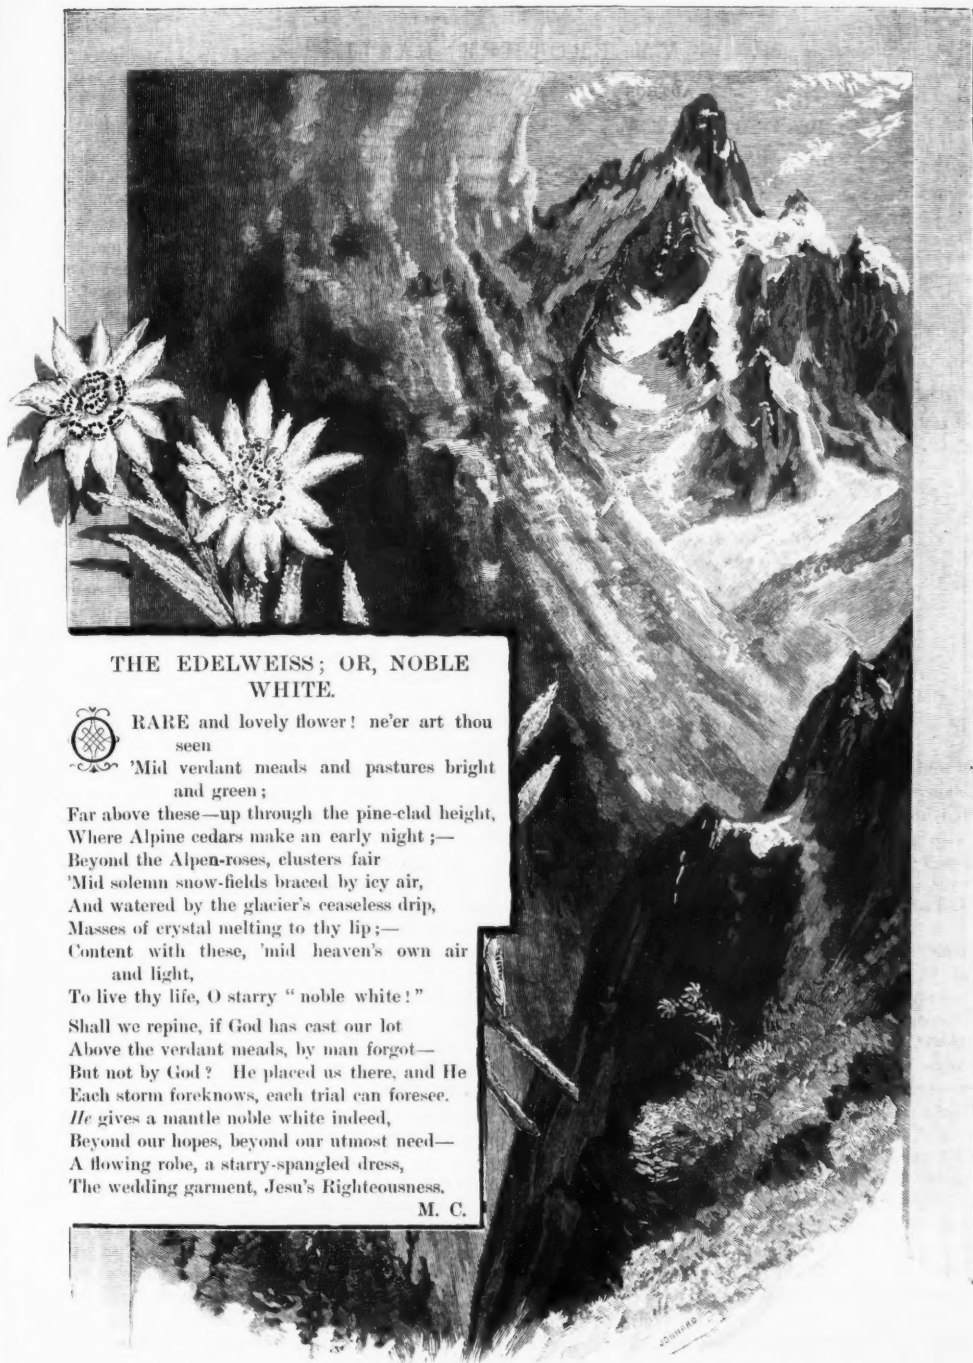 THE EDELWEISS; OR, NOBLE
WHITE.
O RARE and lovely flower! ne'er art thou
seen
'Mid verdant meads and pastures bright
and green;
Far above these—up through the pine-clad height,
Where Alpine cedars make an early night;—
Beyond the Alpen-roses, clusters fair
'Mid solemn snow-fields braced by icy air,
And watered by the glacier's ceaseless drip,
Masses of crystal melting to thy lip;—
Content with these, 'mid heaven's own air
and light,
To live thy life, O starry "noble white!"
Shall we repine, if God has cast our lot
Above the verdant meads, by man forgot—
But not by God? He placed us there, and He
Each storm foreknows, each trial can foresee.
He gives a mantle noble white indeed,
Beyond our hopes, beyond our utmost need—
A flowing robe, a starry-spangled dress,
The wedding garment, Jesu's Righteousness.
M. C.
JONNARD